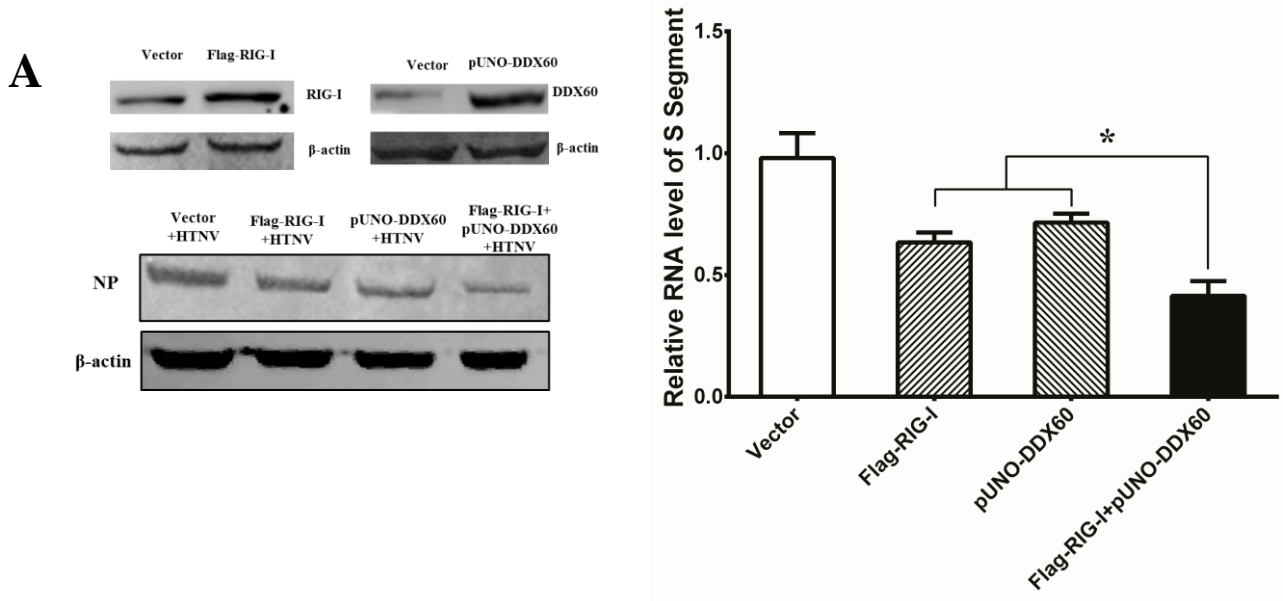 A
Vector Flag-RIG-I
RIG-I
β-actin
Vector pUNO-DDX60
DDX60
β-actin
Vector
+HTNV
Flag-RIG-I
+HTNV
pUNO-DDX60
+HTNV
Flag-RIG-I+
pUNO-DDX60
+HTNV
NP
β-actin
Relative RNA level of S Segment
1.5
1.0
0.5
0.0
*
Vector
Flag-RIG-I
pUNO-DDX60
Flag-RIG-I+pUNO-DDX60